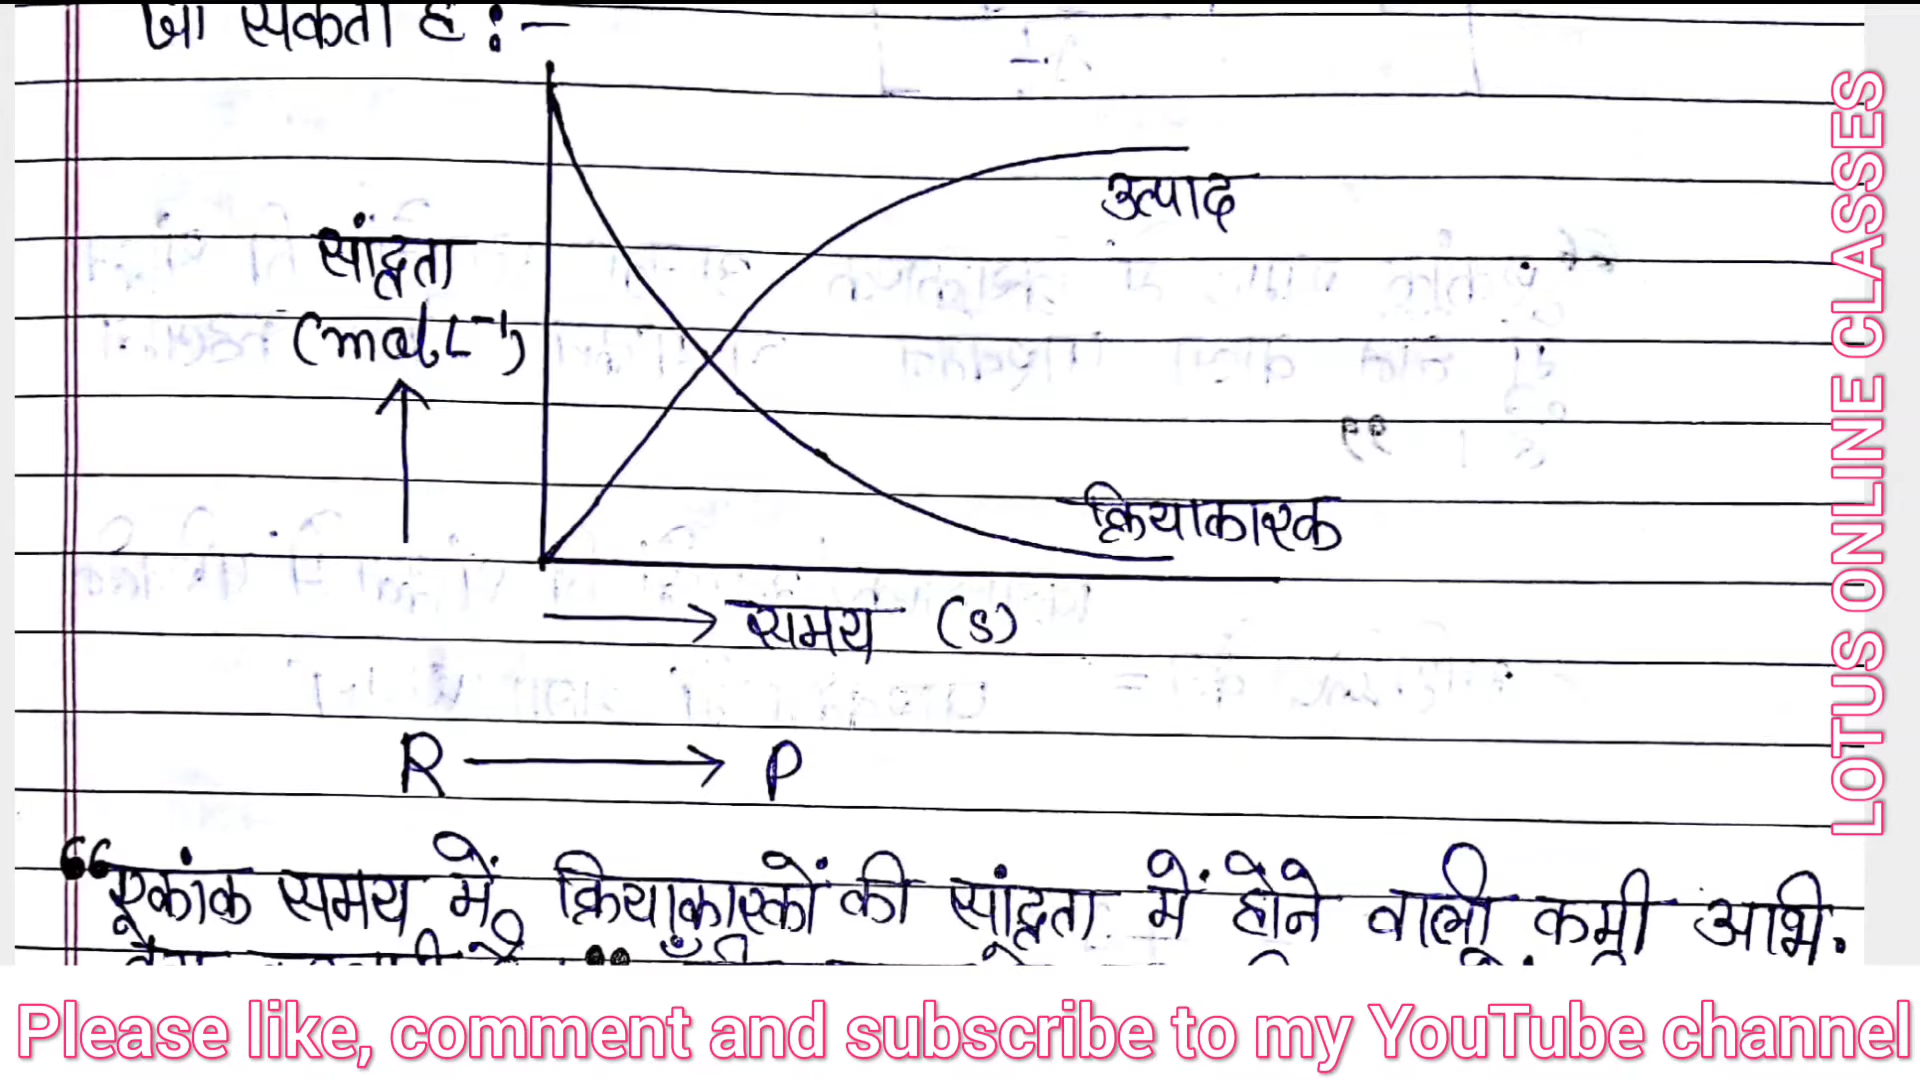 जा सकता है :-
उत्पाद
सांद्रता
(mol L⁻¹)
क्रियाकारक
समय (s)
R → P
“एकांक समय में क्रियाकारकों की सांद्रता में होने वाली कमी अभि.
LOTUS ONLINE CLASSES
Please like, comment and subscribe to my YouTube channel